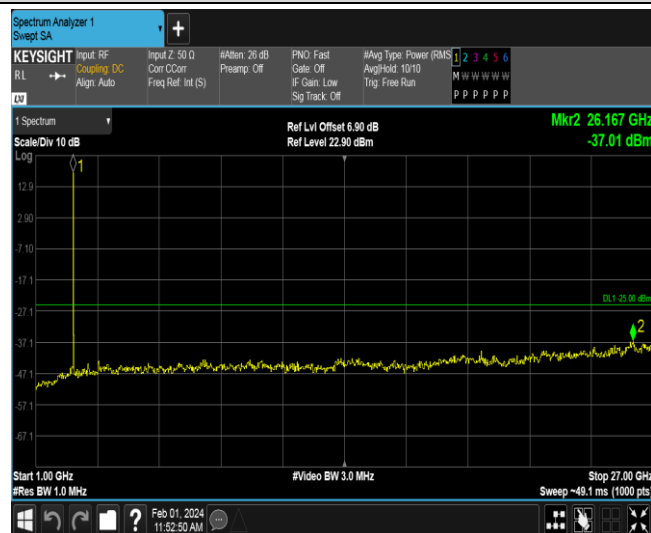 Spectrum Analyzer 1
Swept SA
KEYSIGHT Input: RF Input Z: 50 Ω #Atten: 26 dB PNO: Fast #Avg Type: Power (RMS 1 2 3 4 5 6
RL Coupling: DC Corr CCorr Preamp: Off Gate: Off Avg|Hold: 10/10 M W W W W W
Align: Auto Freq Ref: Int (S) IF Gain: Low Trig: Free Run
Sig Track: Off P P P P P P
LXI
1 Spectrum Ref Lvl Offset 6.90 dB Mkr2 26.167 GHz
Scale/Div 10 dB Ref Level 22.90 dBm -37.01 dBm
Log
1
12.9
2.90
-7.10
-17.1
DL1 -25.00 dBm
-27.1
2
-37.1
-47.1
-57.1
-67.1
Start 1.00 GHz #Video BW 3.0 MHz Stop 27.00 GHz
#Res BW 1.0 MHz Sweep ~49.1 ms (1000 pts)
? Feb 01, 2024
11:52:50 AM